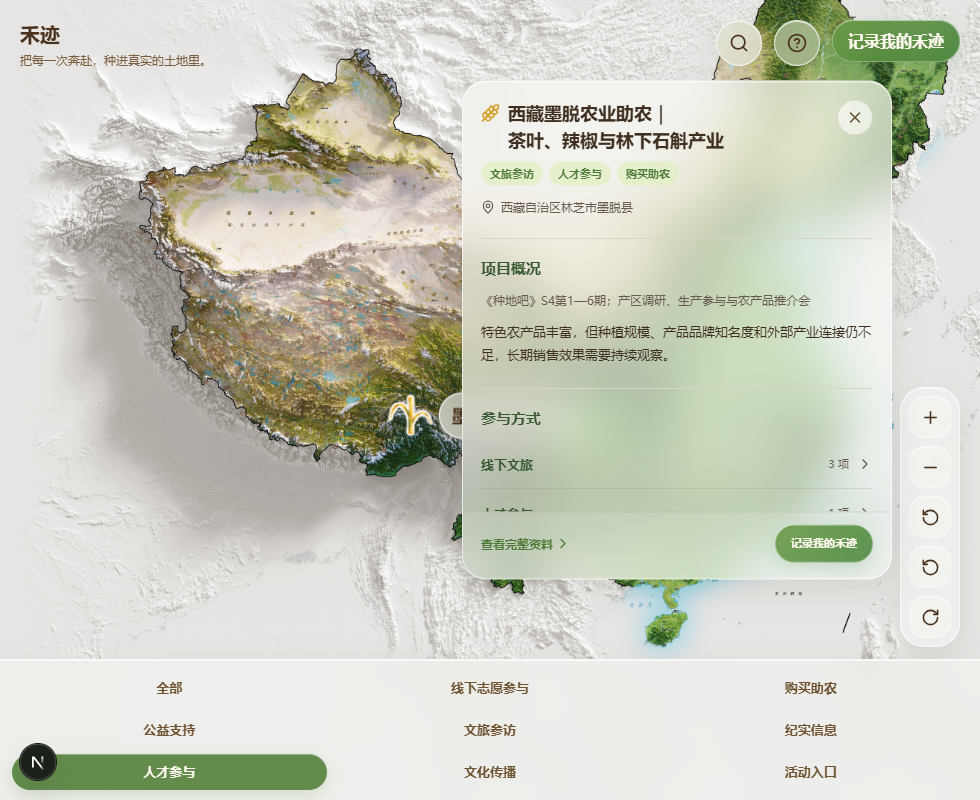 禾迹
把每一次奔赴，种进真实的土地里。
记录我的禾迹
西藏墨脱农业助农｜
茶叶、辣椒与林下石斛产业
文旅参访
人才参与
购买助农
西藏自治区林芝市墨脱县
项目概况
《种地吧》S4第1—6期；产区调研、生产参与与农产品推介会
特色农产品丰富，但种植规模、产品品牌知名度和外部产业连接仍不
足，长期销售效果需要持续观察。
参与方式
线下文旅
3 项
查看完整资料
记录我的禾迹
全部
线下志愿参与
购买助农
公益支持
文旅参访
纪实信息
N
人才参与
文化传播
活动入口